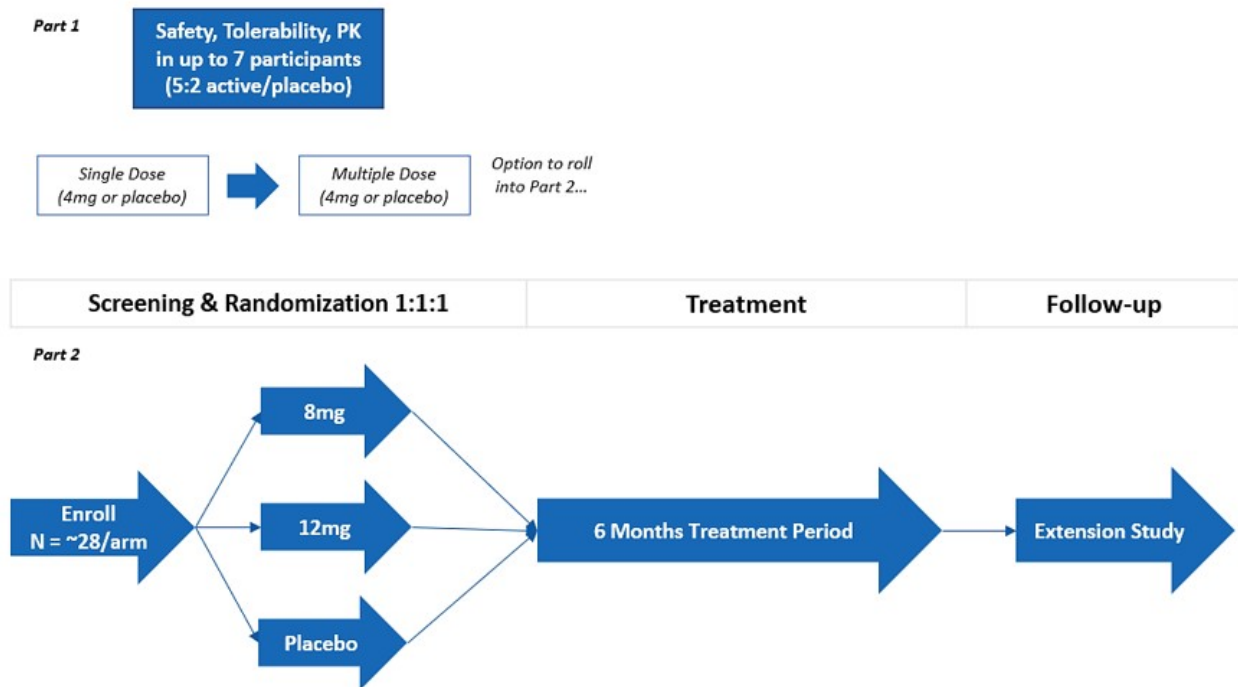 Part 1
Safety, Tolerability, PK
in up to 7 participants
(5:2 active/placebo)
Single Dose
(4mg or placebo)
Multiple Dose
(4mg or placebo)
Option to roll
into Part 2...
Screening & Randomization 1:1:1
Treatment
Follow-up
Part 2
8mg
Enroll
N = ~28/arm
12mg
6 Months Treatment Period
Extension Study
Placebo